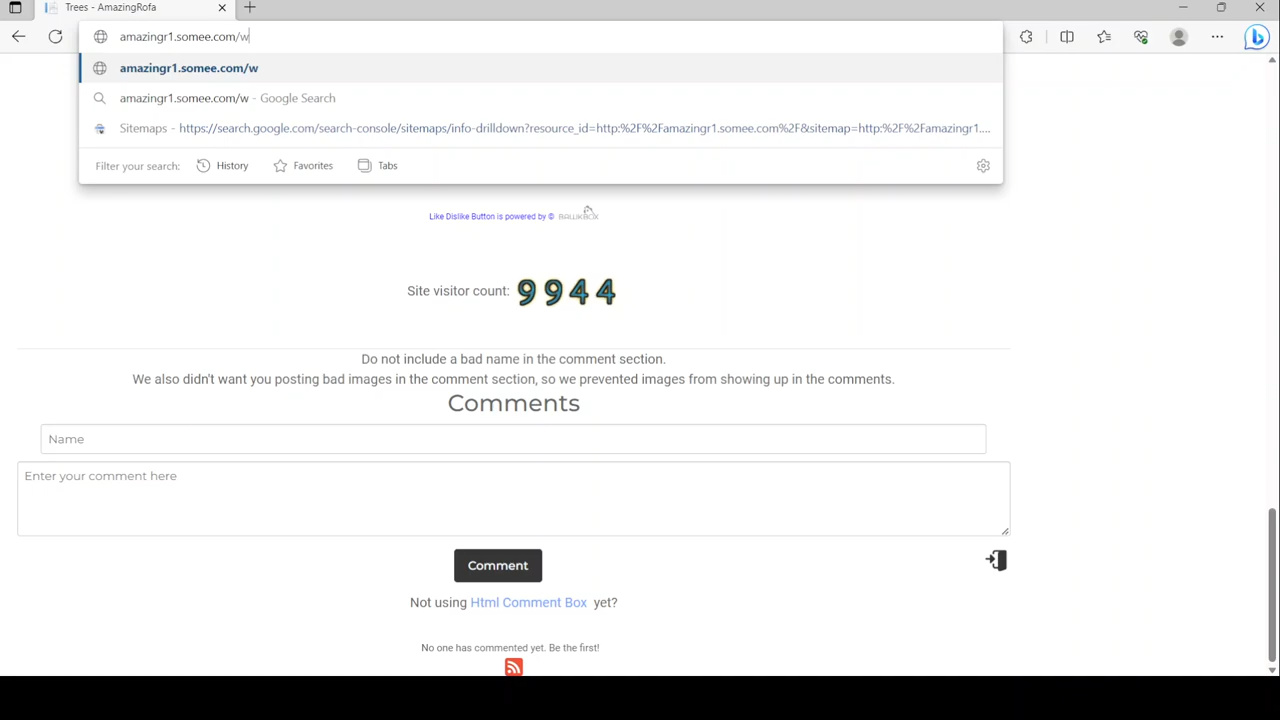 Trees - AmazingRofa
amazingr1.somee.com/w
amazingr1.somee.com/w
amazingr1.somee.com/w - Google Search
Sitemaps - https://search.google.com/search-console/sitemaps/info-drilldown?resource_id=http:%2F%2Famazingr1.somee.com%2F&sitemap=http:%2F%2Famazingr1....
Filter your search: History Favorites Tabs
Like Dislike Button is powered by © BAWKBOX
Site visitor count: 9944
Do not include a bad name in the comment section.
We also didn't want you posting bad images in the comment section, so we prevented images from showing up in the comments.
Comments
Name
Enter your comment here
Comment
Not using Html Comment Box yet?
No one has commented yet. Be the first!